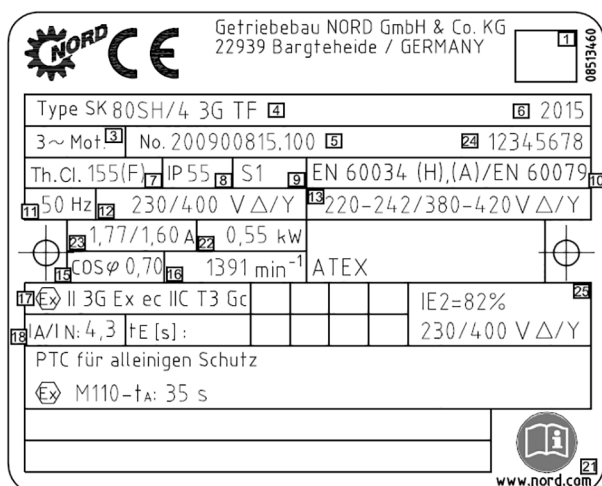 NORD CE Getriebebau NORD GmbH & Co. KG 1
22939 Bargteheide / GERMANY
08513460
Type SK 80SH/4 3G TF 4 6 2015
3~ Mot. 3 No. 200900815.100 5 24 12345678
Th.Cl. 155(F) 7 IP 55 8 S1 9 EN 60034 (H),(A)/EN 60079 10
11 50 Hz 12 230/400 V Δ/Y 13 220-242/380-420V Δ/Y
23 1,77/1,60 A 22 0,55 kW
15 COSφ 0,70 16 1391 min⁻¹ ATEX
17 Ex II 3G Ex ec IIC T3 Gc IE2=82% 25
18 IA/IN: 4,3 tE [s] : 230/400 V Δ/Y
PTC für alleinigen Schutz
Ex M110-tA: 35 s
i
21
www.nord.com